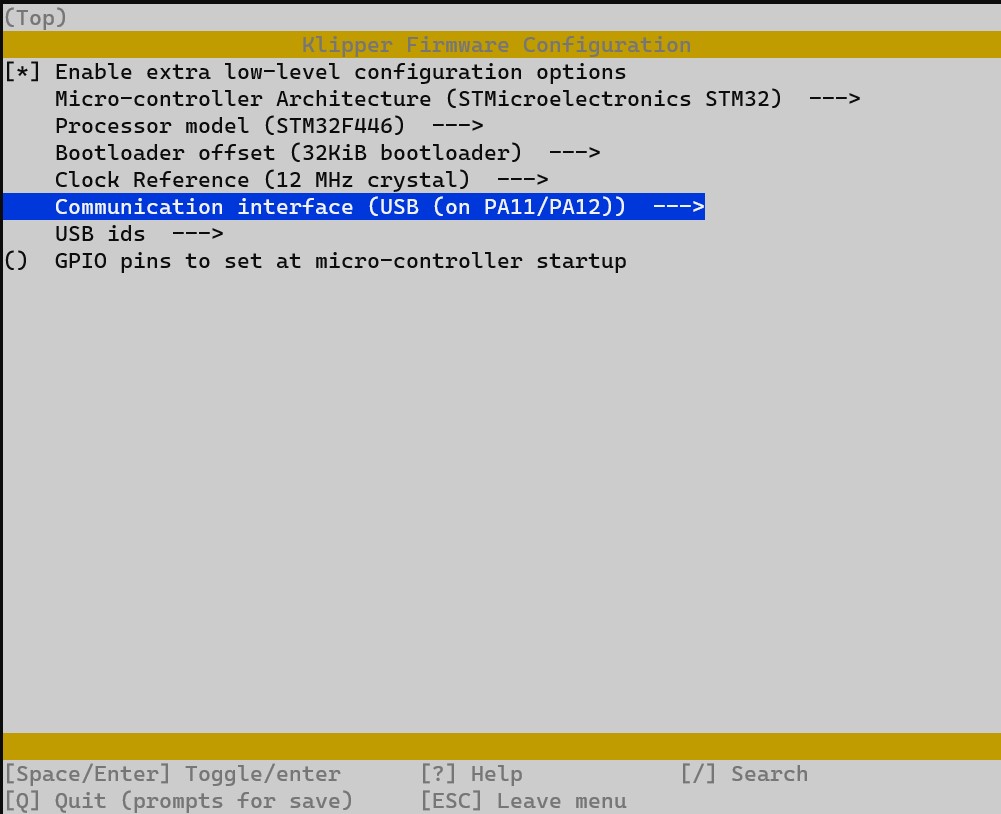 (Top)
Klipper Firmware Configuration
[*] Enable extra low-level configuration options
Micro-controller Architecture (STMicroelectronics STM32) --->
Processor model (STM32F446) --->
Bootloader offset (32KiB bootloader) --->
Clock Reference (12 MHz crystal) --->
Communication interface (USB (on PA11/PA12)) --->
USB ids --->
() GPIO pins to set at micro-controller startup
[Space/Enter] Toggle/enter [?] Help [/] Search
[Q] Quit (prompts for save) [ESC] Leave menu